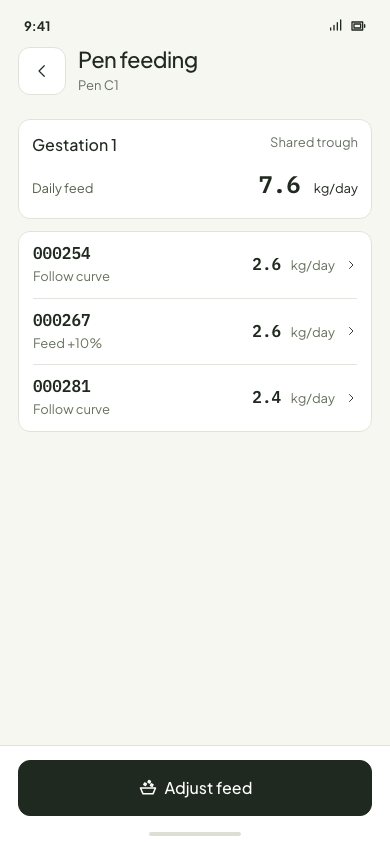 9:41
Pen feeding
Pen C1
Gestation 1
Shared trough
Daily feed
7.6 kg/day
000254
Follow curve
2.6 kg/day
000267
Feed +10%
2.6 kg/day
000281
Follow curve
2.4 kg/day
Adjust feed